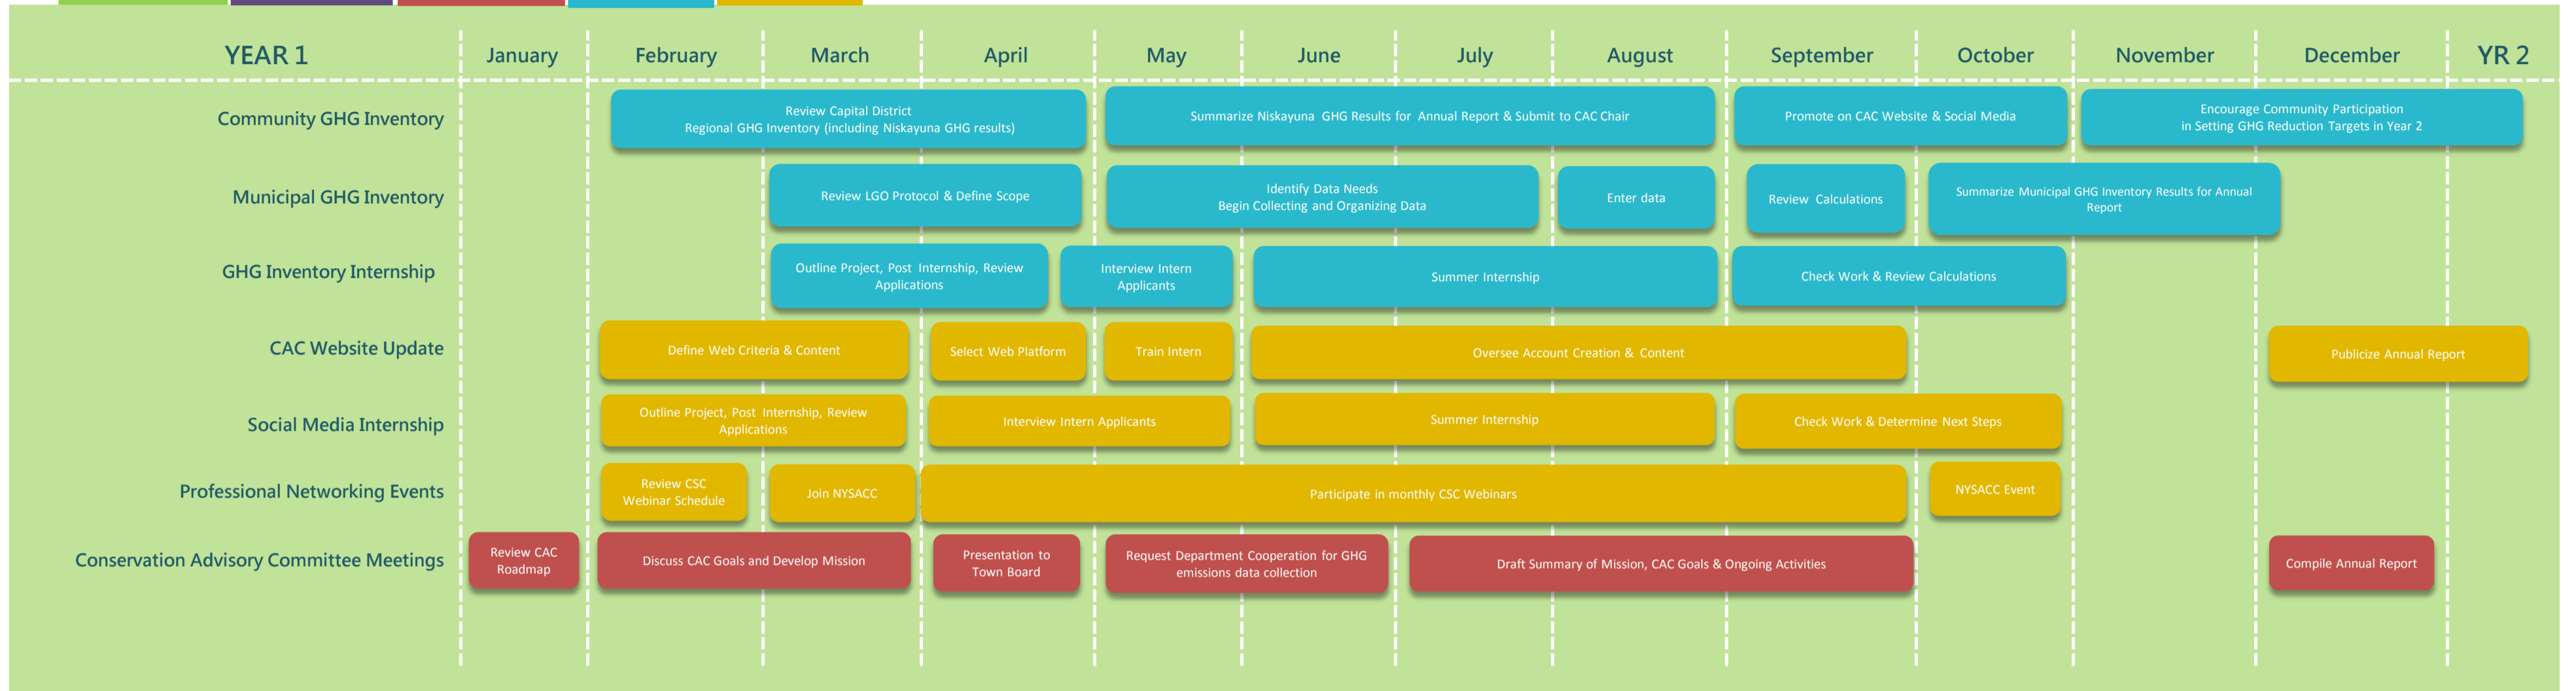 YEAR 1 January February March April May June July August September October November December YR 2
Community GHG Inventory
Review Capital District
Regional GHG Inventory (including Niskayuna GHG results)
Summarize Niskayuna GHG Results for Annual Report & Submit to CAC Chair
Promote on CAC Website & Social Media
Encourage Community Participation
in Setting GHG Reduction Targets in Year 2
Municipal GHG Inventory
Review LGO Protocol & Define Scope
Identify Data Needs
Begin Collecting and Organizing Data
Enter data
Review Calculations
Summarize Municipal GHG Inventory Results for Annual
Report
GHG Inventory Internship
Outline Project, Post Internship, Review
Applications
Interview Intern
Applicants
Summer Internship
Check Work & Review Calculations
CAC Website Update
Define Web Criteria & Content
Select Web Platform
Train Intern
Oversee Account Creation & Content
Publicize Annual Report
Social Media Internship
Outline Project, Post Internship, Review
Applications
Interview Intern Applicants
Summer Internship
Check Work & Determine Next Steps
Professional Networking Events
Review CSC
Webinar Schedule
Join NYSACC
Participate in monthly CSC Webinars
NYSACC Event
Conservation Advisory Committee Meetings
Review CAC
Roadmap
Discuss CAC Goals and Develop Mission
Presentation to
Town Board
Request Department Cooperation for GHG
emissions data collection
Draft Summary of Mission, CAC Goals & Ongoing Activities
Compile Annual Report